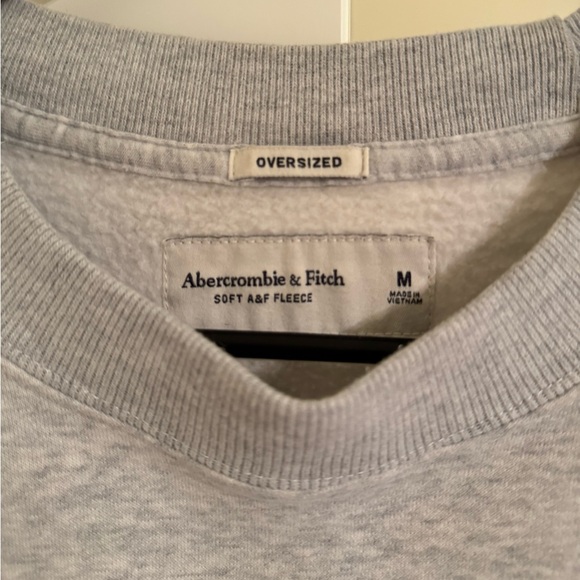 OVERSIZED
Abercrombie & Fitch
SOFT A&F FLEECE
M
MADE IN
VIETNAM